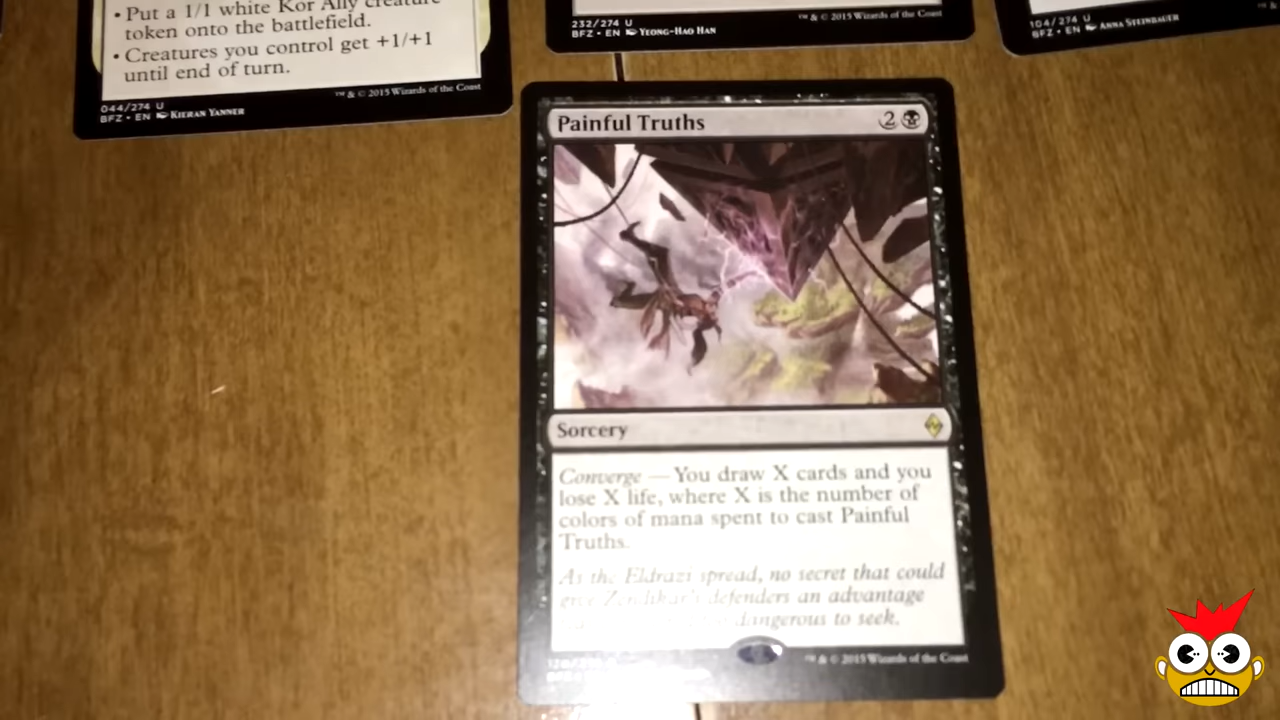 • Put a 1/1 white Kor Ally creature
token onto the battlefield.
• Creatures you control get +1/+1
until end of turn.
044/274 U
BFZ • EN Kieran Yanner
™ & © 2015 Wizards of the Coast
232/274 U
BFZ • EN Yeong-Hao Han
™ & © 2015 Wizards of the Coast
104/274 U
BFZ • EN Anna Steinbauer
Painful Truths 2
Sorcery
Converge — You draw X cards and you
lose X life, where X is the number of
colors of mana spent to cast Painful
Truths.
As the Eldrazi spread, no secret that could
give Zendikar's defenders an advantage
dangerous to seek.
™ & © 2015 Wizards of the Coast